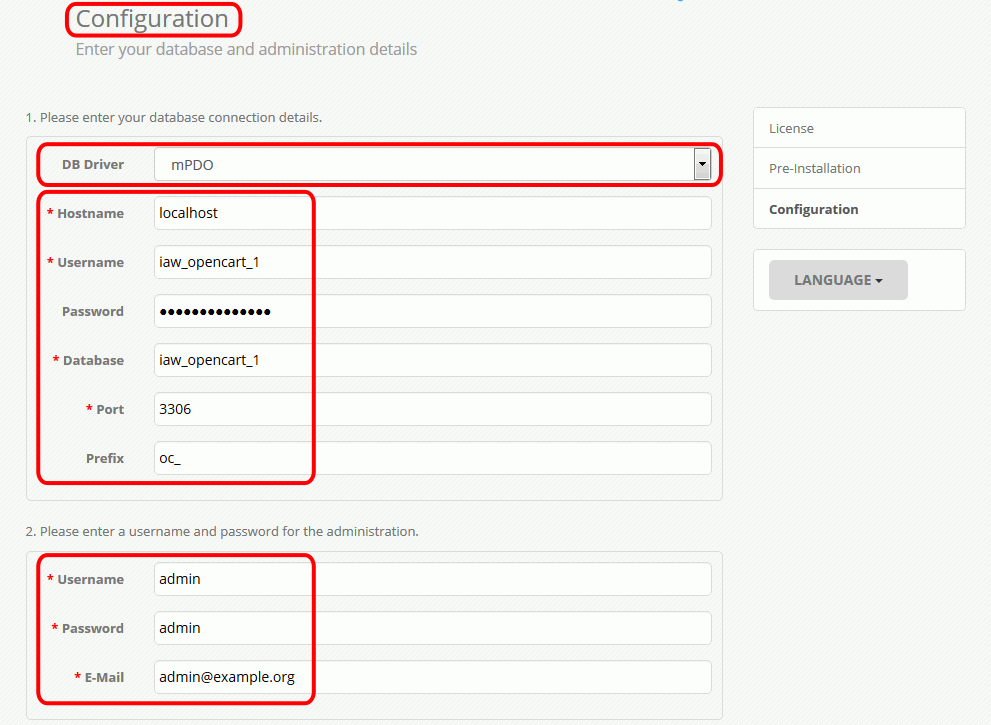 Configuration
Enter your database and administration details
1. Please enter your database connection details.
DB Driver mPDO
* Hostname localhost
* Username iaw_opencart_1
Password ••••••••••••••
* Database iaw_opencart_1
* Port 3306
Prefix oc_
2. Please enter a username and password for the administration.
* Username admin
* Password admin
* E-Mail admin@example.org
License
Pre-Installation
Configuration
LANGUAGE